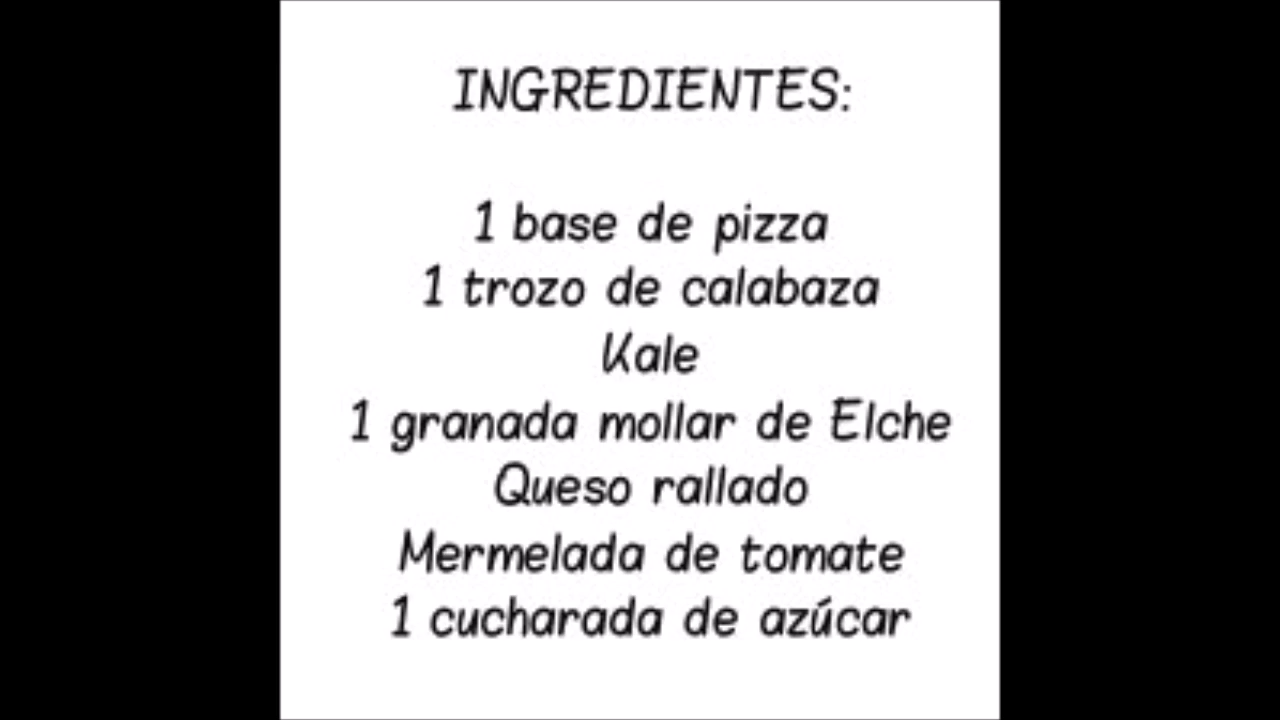 INGREDIENTES:
1 base de pizza
1 trozo de calabaza
Kale
1 granada mollar de Elche
Queso rallado
Mermelada de tomate
1 cucharada de azúcar